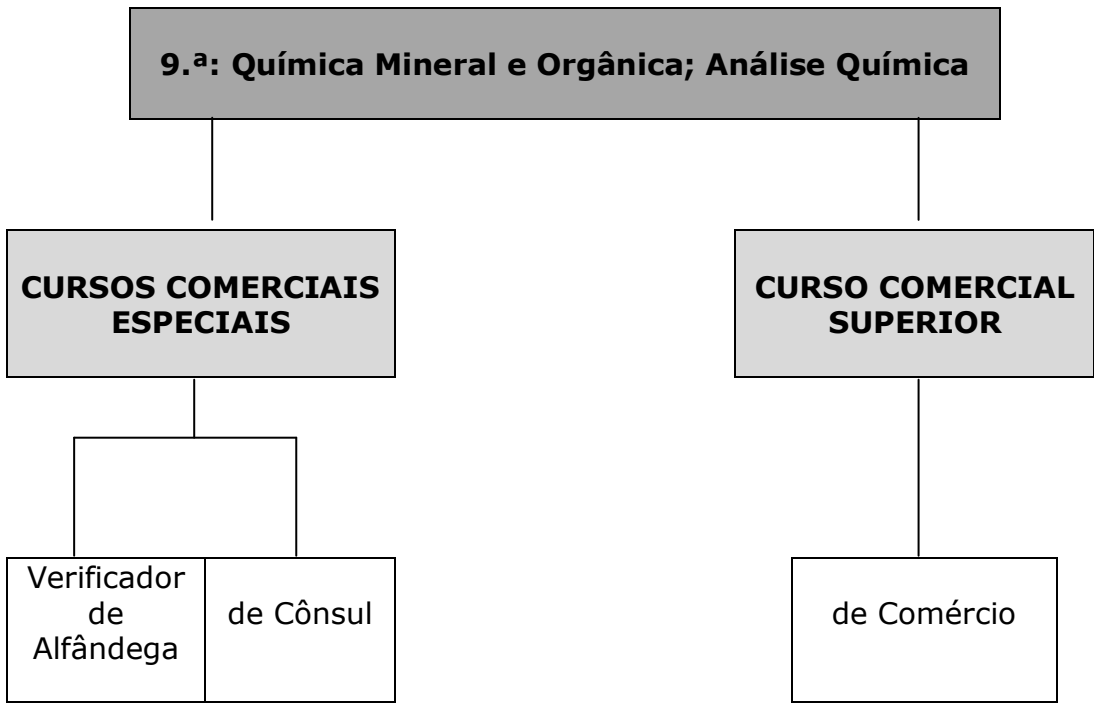 9.ª: Química Mineral e Orgânica; Análise Química
CURSOS COMERCIAIS
ESPECIAIS
CURSO COMERCIAL
SUPERIOR
Verificador
de
Alfândega
de Cônsul
de Comércio